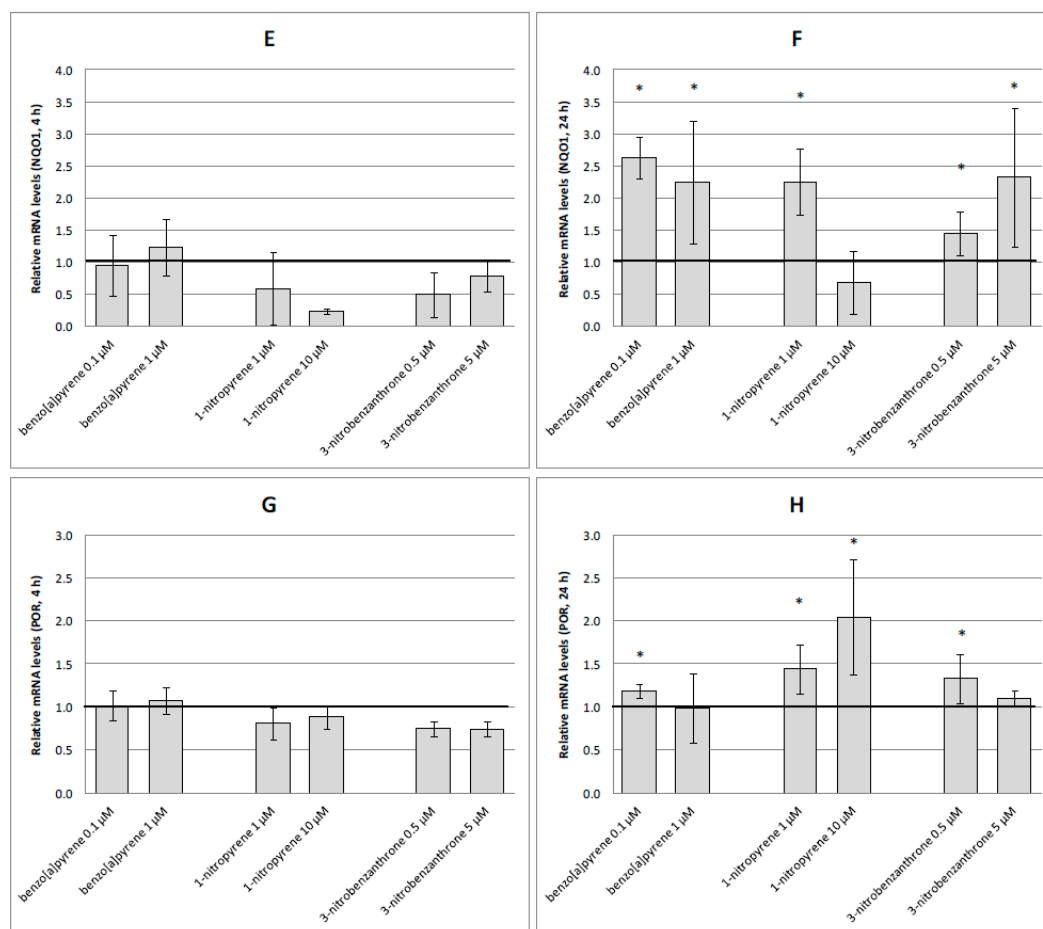 E
Relative mRNA levels (NQO1, 4 h)
4.0
3.5
3.0
2.5
2.0
1.5
1.0
0.5
0.0
benzo[a]pyrene 0.1 µM
benzo[a]pyrene 1 µM
1-nitropyrene 1 µM
1-nitropyrene 10 µM
3-nitrobenzanthrone 0.5 µM
3-nitrobenzanthrone 5 µM
F
Relative mRNA levels (NQO1, 24 h)
4.0
3.5
3.0
2.5
2.0
1.5
1.0
0.5
0.0
* * * * *
benzo[a]pyrene 0.1 µM
benzo[a]pyrene 1 µM
1-nitropyrene 1 µM
1-nitropyrene 10 µM
3-nitrobenzanthrone 0.5 µM
3-nitrobenzanthrone 5 µM
G
Relative mRNA levels (POR, 4 h)
3.0
2.5
2.0
1.5
1.0
0.5
0.0
benzo[a]pyrene 0.1 µM
benzo[a]pyrene 1 µM
1-nitropyrene 1 µM
1-nitropyrene 10 µM
3-nitrobenzanthrone 0.5 µM
3-nitrobenzanthrone 5 µM
H
Relative mRNA levels (POR, 24 h)
3.0
2.5
2.0
1.5
1.0
0.5
0.0
* * * *
benzo[a]pyrene 0.1 µM
benzo[a]pyrene 1 µM
1-nitropyrene 1 µM
1-nitropyrene 10 µM
3-nitrobenzanthrone 0.5 µM
3-nitrobenzanthrone 5 µM